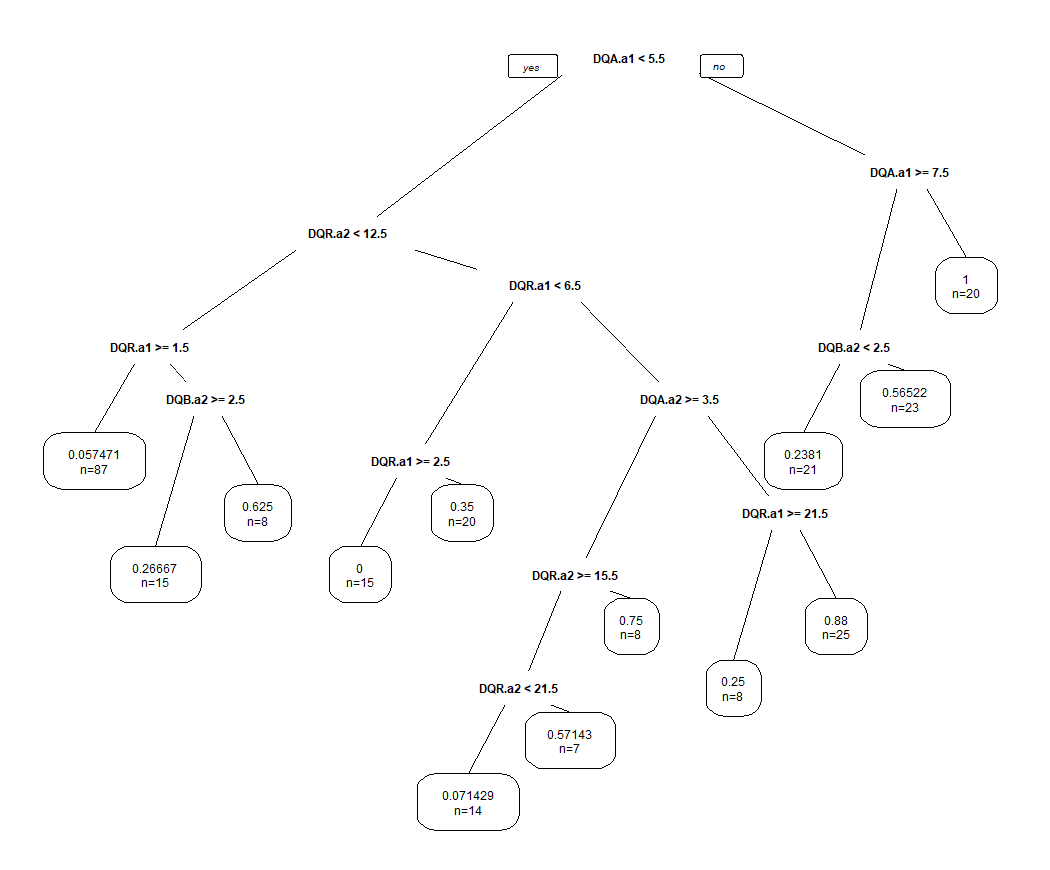 yes
DQA.a1 < 5.5
no
DQA.a1 >= 7.5
DQR.a2 < 12.5
1
n=20
DQR.a1 < 6.5
DQR.a1 >= 1.5
DQB.a2 < 2.5
DQB.a2 >= 2.5
DQA.a2 >= 3.5
0.56522
n=23
0.057471
n=87
DQR.a1 >= 2.5
0.2381
n=21
0.625
n=8
0.35
n=20
DQR.a1 >= 21.5
0.26667
n=15
0
n=15
DQR.a2 >= 15.5
0.75
n=8
0.88
n=25
DQR.a2 < 21.5
0.25
n=8
0.57143
n=7
0.071429
n=14